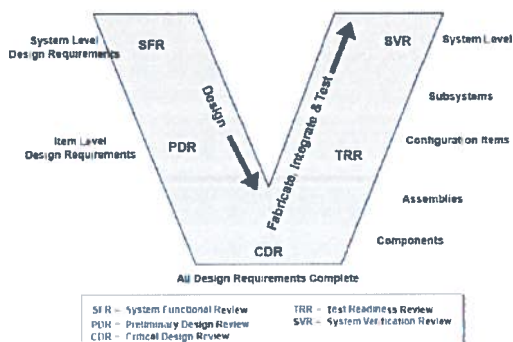 System Level
Design Requirements
SFR
SVR
System Level
Design
Fabricate, Integrate & Test
Subsystems
Item Level
Design Requirements
PDR
TRR
Configuration Items
Assemblies
CDR
Components
All Design Requirements Complete
SFR – System Functional Review
PDR – Preliminary Design Review
CDR – Critical Design Review
TRR – Test Readiness Review
SVR – System Verification Review